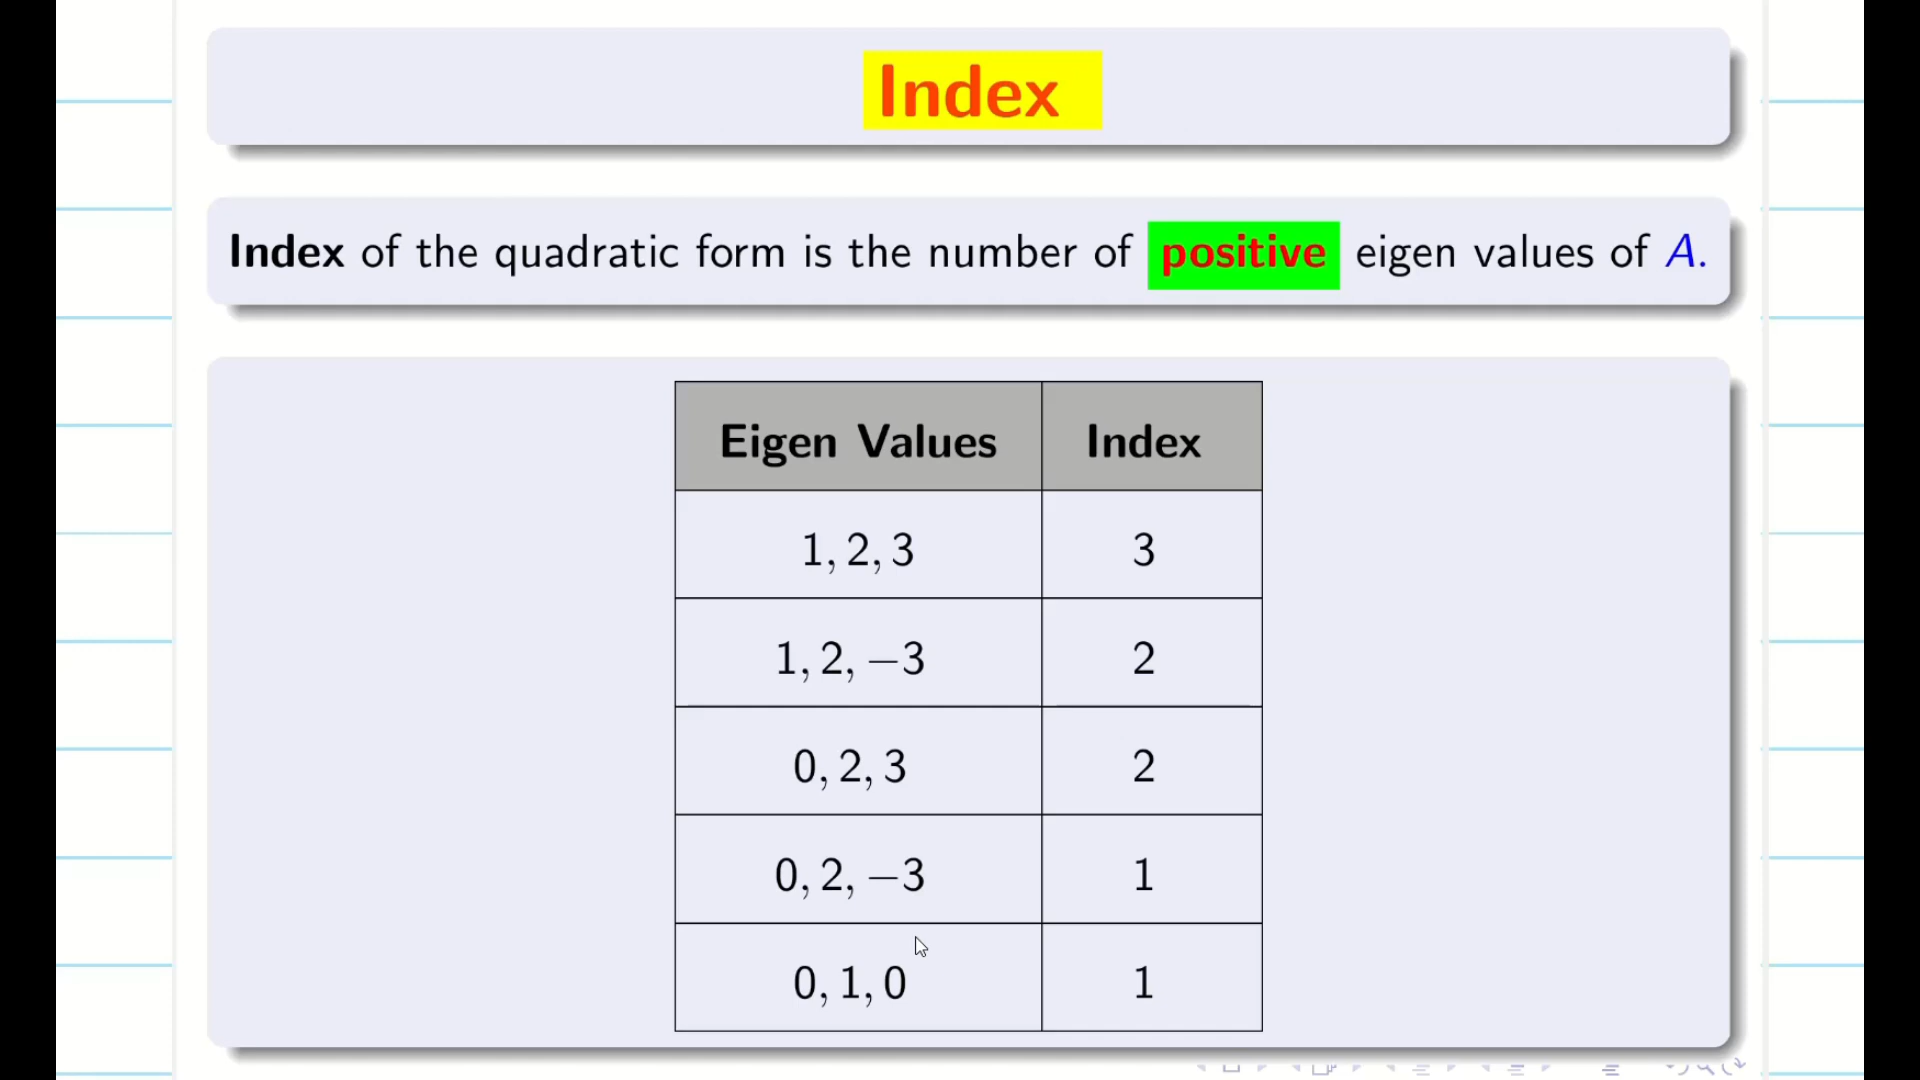 Index
Index of the quadratic form is the number of positive eigen values of A.
Eigen Values Index
1, 2, 3 3
1, 2, −3 2
0, 2, 3 2
0, 2, −3 1
0, 1, 0 1